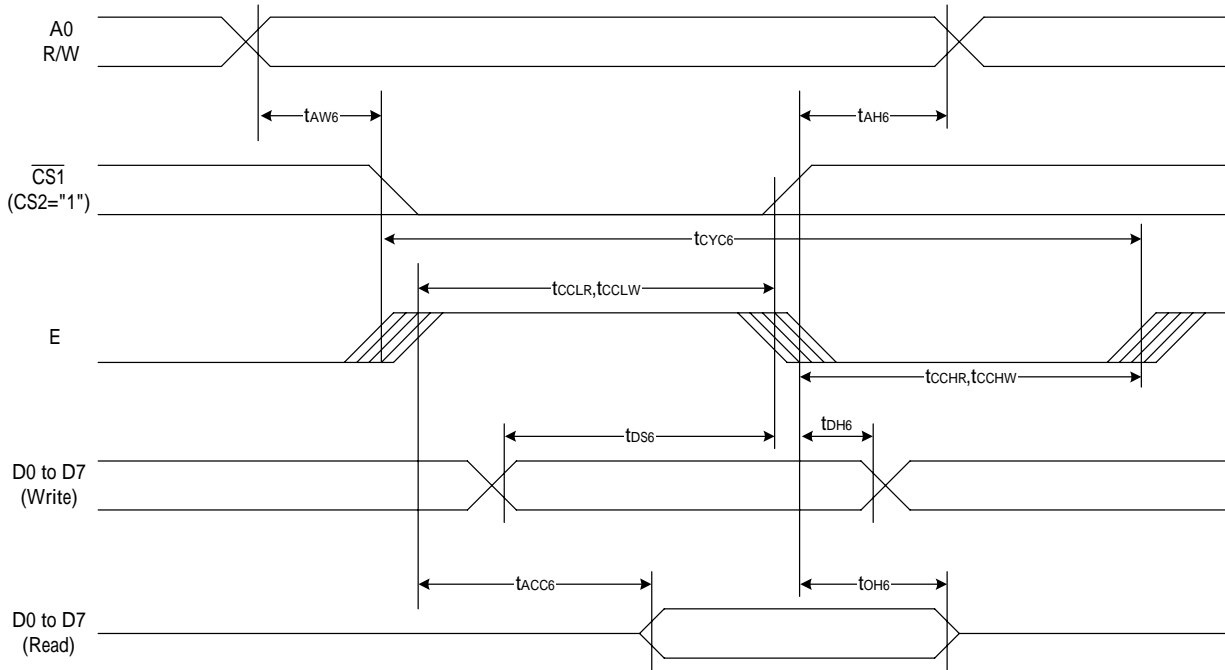 A0
R/W
tAW6
tAH6
CS1
(CS2="1")
tCYC6
tCCLR,tCCLW
E
tCCHR,tCCHW
tDS6
tDH6
D0 to D7
(Write)
tACC6
tOH6
D0 to D7
(Read)